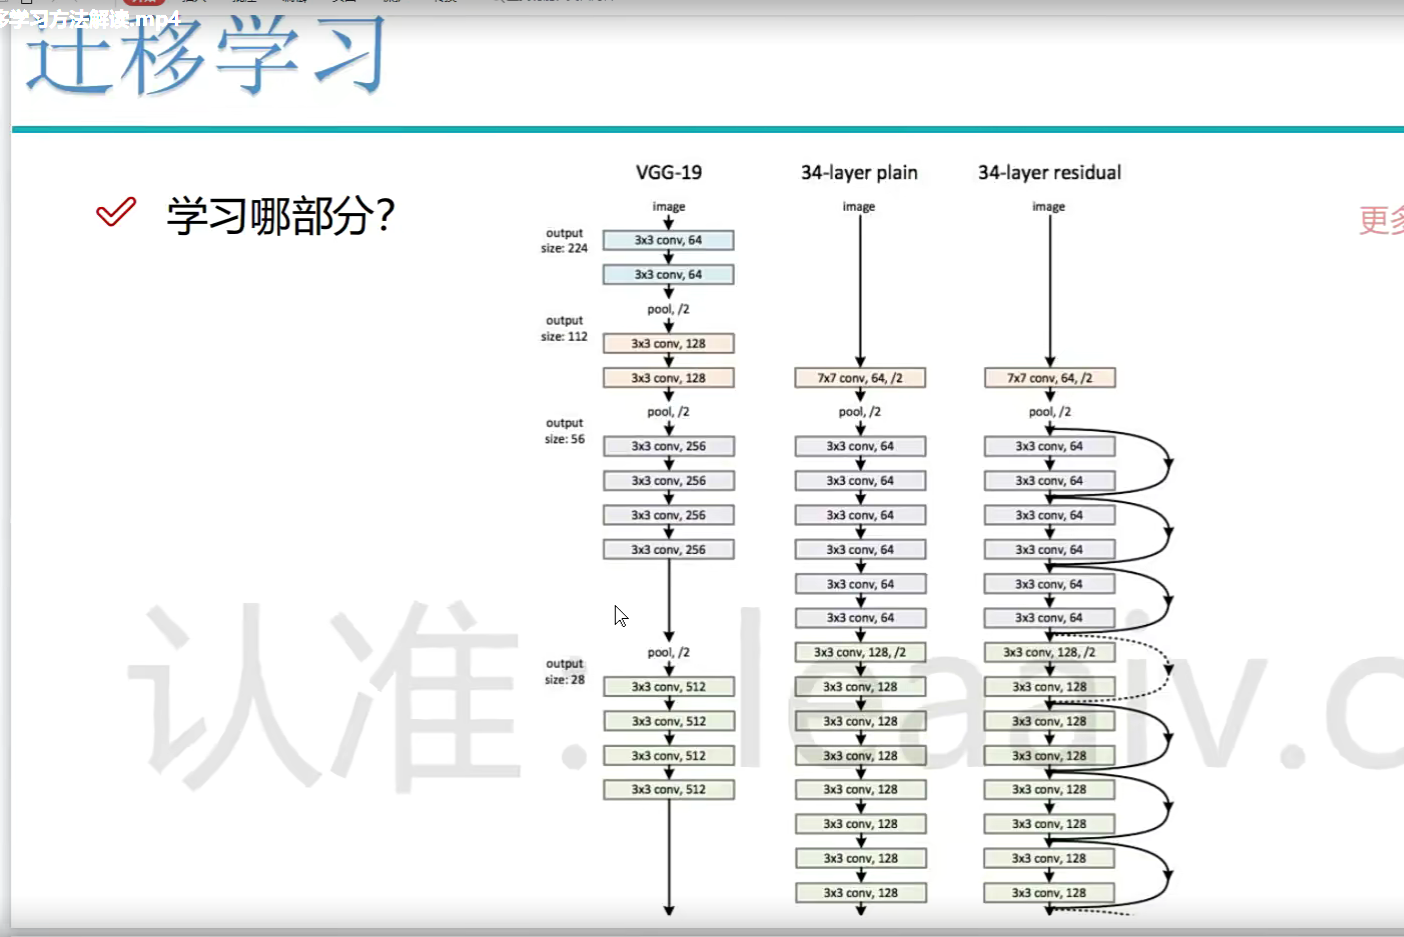 移学习方法解读.mp4
迁移学习
学习哪部分?
更多
VGG-19
image
output
size: 224
3x3 conv, 64
3x3 conv, 64
pool, /2
output
size: 112
3x3 conv, 128
3x3 conv, 128
pool, /2
output
size: 56
3x3 conv, 256
3x3 conv, 256
3x3 conv, 256
3x3 conv, 256
pool, /2
output
size: 28
3x3 conv, 512
3x3 conv, 512
3x3 conv, 512
3x3 conv, 512
34-layer plain
image
7x7 conv, 64, /2
pool, /2
3x3 conv, 64
3x3 conv, 64
3x3 conv, 64
3x3 conv, 64
3x3 conv, 64
3x3 conv, 64
3x3 conv, 128, /2
3x3 conv, 128
3x3 conv, 128
3x3 conv, 128
3x3 conv, 128
3x3 conv, 128
3x3 conv, 128
3x3 conv, 128
34-layer residual
image
7x7 conv, 64, /2
pool, /2
3x3 conv, 64
3x3 conv, 64
3x3 conv, 64
3x3 conv, 64
3x3 conv, 64
3x3 conv, 64
3x3 conv, 128, /2
3x3 conv, 128
3x3 conv, 128
3x3 conv, 128
3x3 conv, 128
3x3 conv, 128
3x3 conv, 128
3x3 conv, 128
认准: